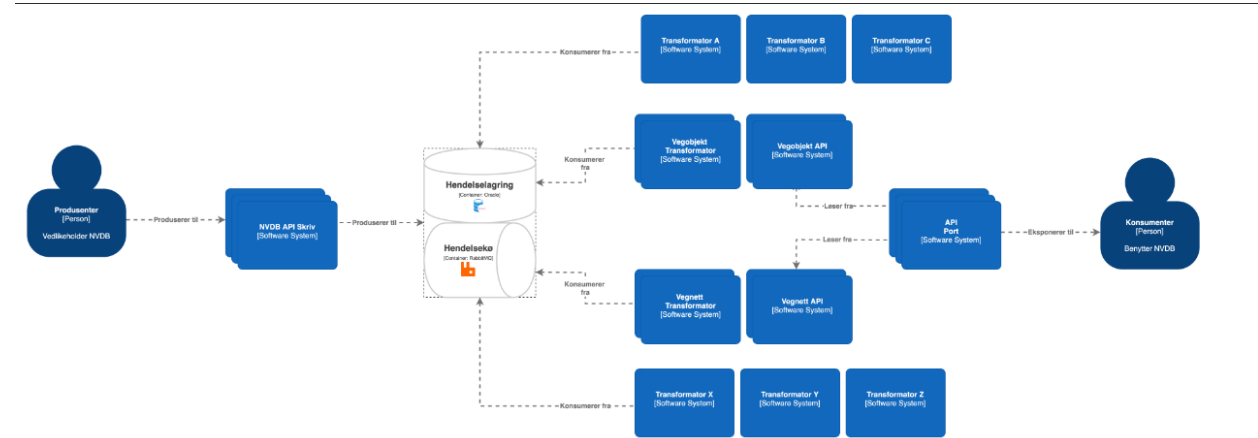 Transformator A
[Software System]
Transformator B
[Software System]
Transformator C
[Software System]
Konsumerer fra
Vegobjekt
Transformator
[Software System]
Vegobjekt API
[Software System]
Konsumerer
fra
Hendelselagring
[Container: Oracle]
Produsenter
[Person]
Vedlikeholder NVDB
Produserer til
NVDB API Skriv
[Software System]
Produserer til
Leser fra
API
Port
[Software System]
Eksponerer til
Konsumenter
[Person]
Benytter NVDB
Hendelsekø
[Container: RabbitMQ]
Leser fra
Konsumerer
fra
Vegnett
Transformator
[Software System]
Vegnett API
[Software System]
Konsumerer fra
Transformator X
[Software System]
Transformator Y
[Software System]
Transformator Z
[Software System]